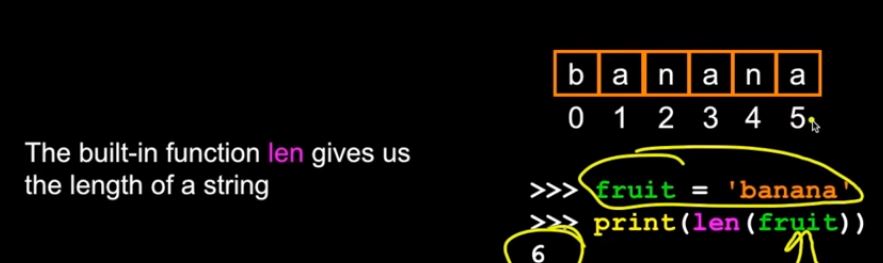 b a n a n a
0 1 2 3 4 5
The built-in function len gives us
the length of a string
>>> fruit = 'banana'
>>> print(len(fruit))
6